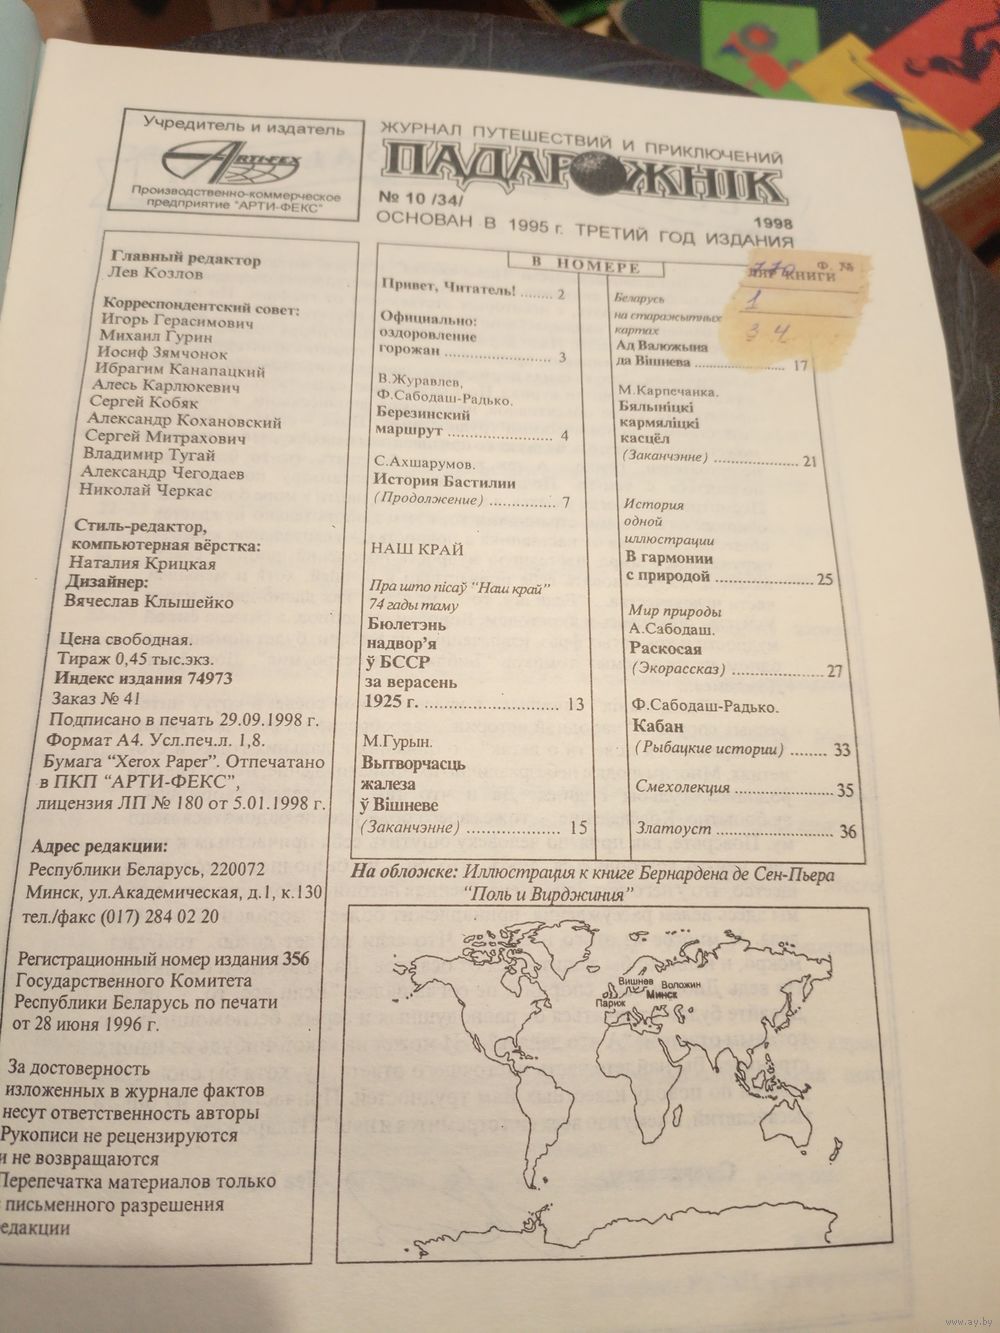 Учредитель и издатель
АRTI-FEX
Производственно-коммерческое
предприятие "АРТИ-ФЕКС"
ЖУРНАЛ ПУТЕШЕСТВИЙ И ПРИКЛЮЧЕНИЙ
ПАДАРОЖНІК
№ 10 /34/
1998
ОСНОВАН В 1995 г. ТРЕТИЙ ГОД ИЗДАНИЯ
Главный редактор
Лев Козлов
Корреспондентский совет:
Игорь Герасимович
Михаил Гурин
Иосиф Зямчонок
Ибрагим Канапацкий
Алесь Карлюкевич
Сергей Кобяк
Александр Кохановский
Сергей Митрахович
Владимир Тугай
Александр Чегодаев
Николай Черкас
Стиль-редактор,
компьютерная вёрстка:
Наталия Крицкая
Дизайнер:
Вячеслав Клышейко
Цена свободная.
Тираж 0,45 тыс.экз.
Индекс издания 74973
Заказ № 41
Подписано в печать 29.09.1998 г.
Формат А4. Усл.печ.л. 1,8.
Бумага “Xerox Paper”. Отпечатано
в ПКП “АРТИ-ФЕКС”,
лицензия ЛП № 180 от 5.01.1998 г.
Адрес редакции:
Республики Беларусь, 220072
Минск, ул.Академическая, д.1, к.130
тел./факс (017) 284 02 20
Регистрационный номер издания 356
Государственного Комитета
Республики Беларусь по печати
от 28 июня 1996 г.
За достоверность
изложенных в журнале фактов
несут ответственность авторы
Рукописи не рецензируются
и не возвращаются
Перепечатка материалов только
письменного разрешения
едакции
В НОМЕРЕ
Привет, Читатель! ........ 2
Официально:
оздоровление
горожан .................... 3
В.Журавлев,
Ф.Сабодаш-Радько.
Березинский
маршрут .................... 4
С.Ахшарумов.
История Бастилии
(Продолжение) ............. 7
НАШ КРАЙ
Пра што пісаў "Наш край"
74 гады таму
Бюлетэнь
надвор’я
ў БССР
за верасень
1925 г. ........................ 13
М.Гурын.
Вытворчасць
жалеза
ў Вішневе
(Заканчэнне) .................. 15
Ф. №
книги
1
3 4
Беларусь
на старажытных
картах
Ад Валожына
да Вішнева .................. 17
М.Карпечанка.
Бялыніцкі
кармяліцкі
касцёл
(Заканчэнне) ................ 21
История
одной
иллюстрации
В гармонии
с природой .................. 25
Мир природы
А.Сабодаш.
Раскосая
(Экорассказ) ................ 27
Ф.Сабодаш-Радько.
Кабан
(Рыбацкие истории) ....... 33
Смехолекция ................ 35
Златоуст ...................... 36
На обложке: Иллюстрация к книге Бернардена де Сен-Пьера
“Поль и Вирджиния”
Вишнев
Воложин
Минск
Париж
www.ay.by